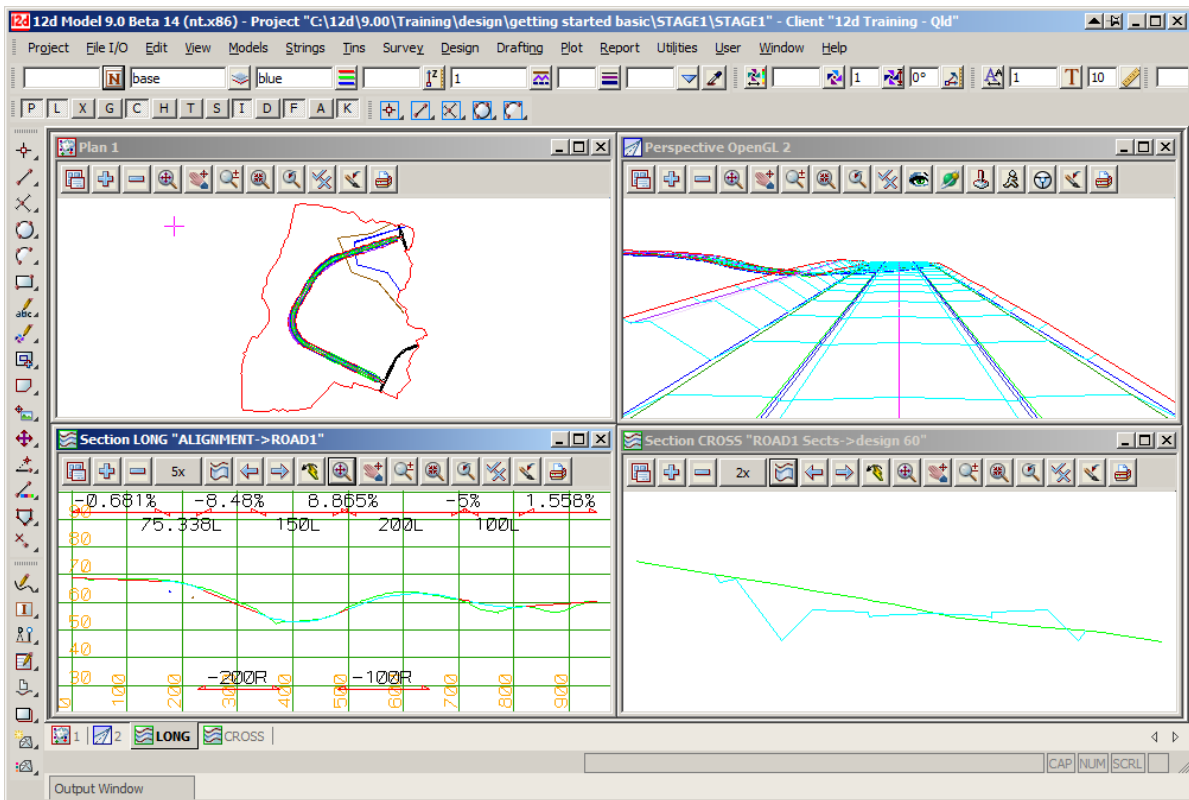 12d Model 9.0 Beta 14 (nt.x86) - Project "C:\12d\9.00\Training\design\getting started basic\STAGE1\STAGE1" - Client "12d Training - Qld"
Project File I/O Edit View Models Strings Tins Survey Design Drafting Plot Report Utilities User Window Help
N base blue 1 1 0° 1 T 10
P L X G C H T S I D F A K
Plan 1
Perspective OpenGL 2
abc
Section LONG "ALIGNMENT->ROAD1"
5x
-0.681% -8.48% 8.865% -5% 1.558%
75.338L 150L 200L 100L
90
80
70
60
50
40
30
-200R -100R
0 100 200 300 400 500 600 700 800 900
Section CROSS "ROAD1 Sects->design 60"
2x
1 2 LONG CROSS
CAP NUM SCRL
Output Window